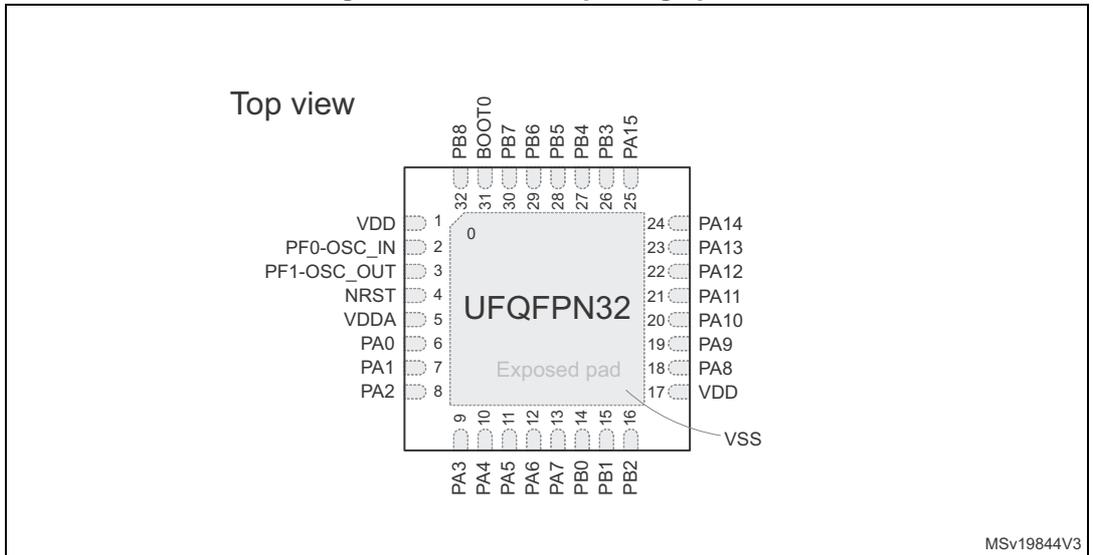 Top view
PB8
BOOT0
PB7
PB6
PB5
PB4
PB3
PA15
32
31
30
29
28
27
26
25
VDD 1
PF0-OSC_IN 2
PF1-OSC_OUT 3
NRST 4
VDDA 5
PA0 6
PA1 7
PA2 8
0
UFQFPN32
Exposed pad
24 PA14
23 PA13
22 PA12
21 PA11
20 PA10
19 PA9
18 PA8
17 VDD
9
10
11
12
13
14
15
16
VSS
PA3
PA4
PA5
PA6
PA7
PB0
PB1
PB2
MSv19844V3